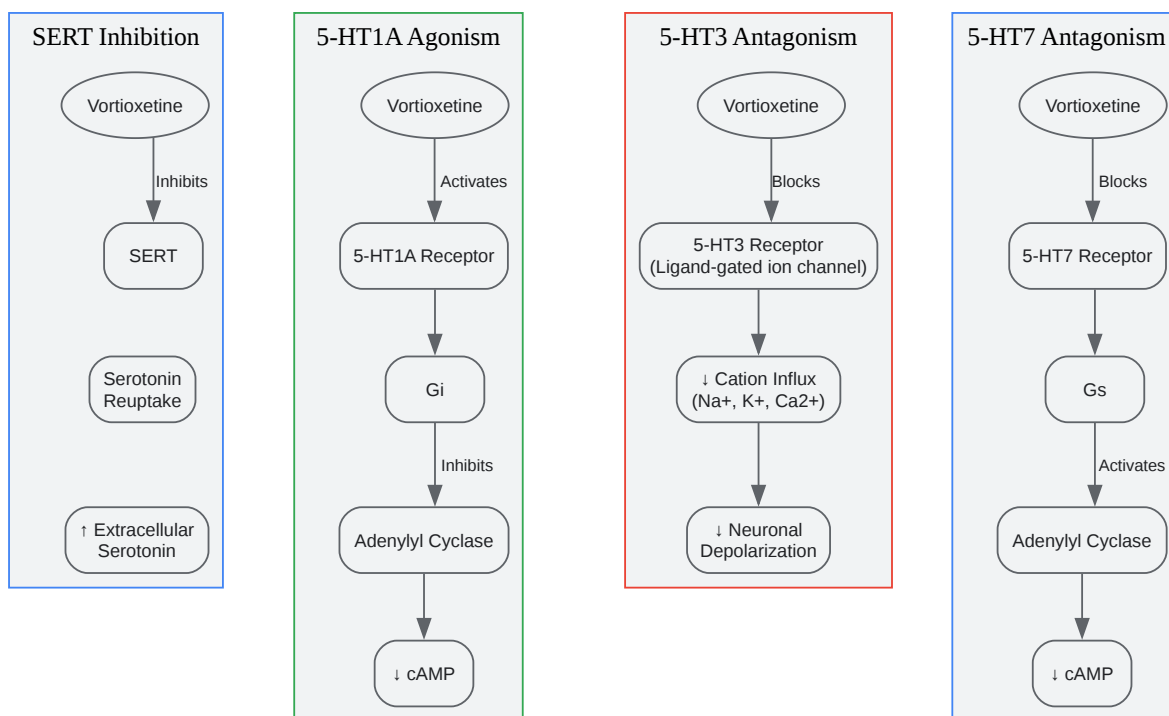 SERT Inhibition
Vortioxetine
Inhibits
SERT
Serotonin
Reuptake
↑ Extracellular
Serotonin
5-HT1A Agonism
Vortioxetine
Activates
5-HT1A Receptor
Gi
Inhibits
Adenylyl Cyclase
↓ cAMP
5-HT3 Antagonism
Vortioxetine
Blocks
5-HT3 Receptor
(Ligand-gated ion channel)
↓ Cation Influx
(Na+, K+, Ca2+)
↓ Neuronal
Depolarization
5-HT7 Antagonism
Vortioxetine
Blocks
5-HT7 Receptor
Gs
Activates
Adenylyl Cyclase
↓ cAMP